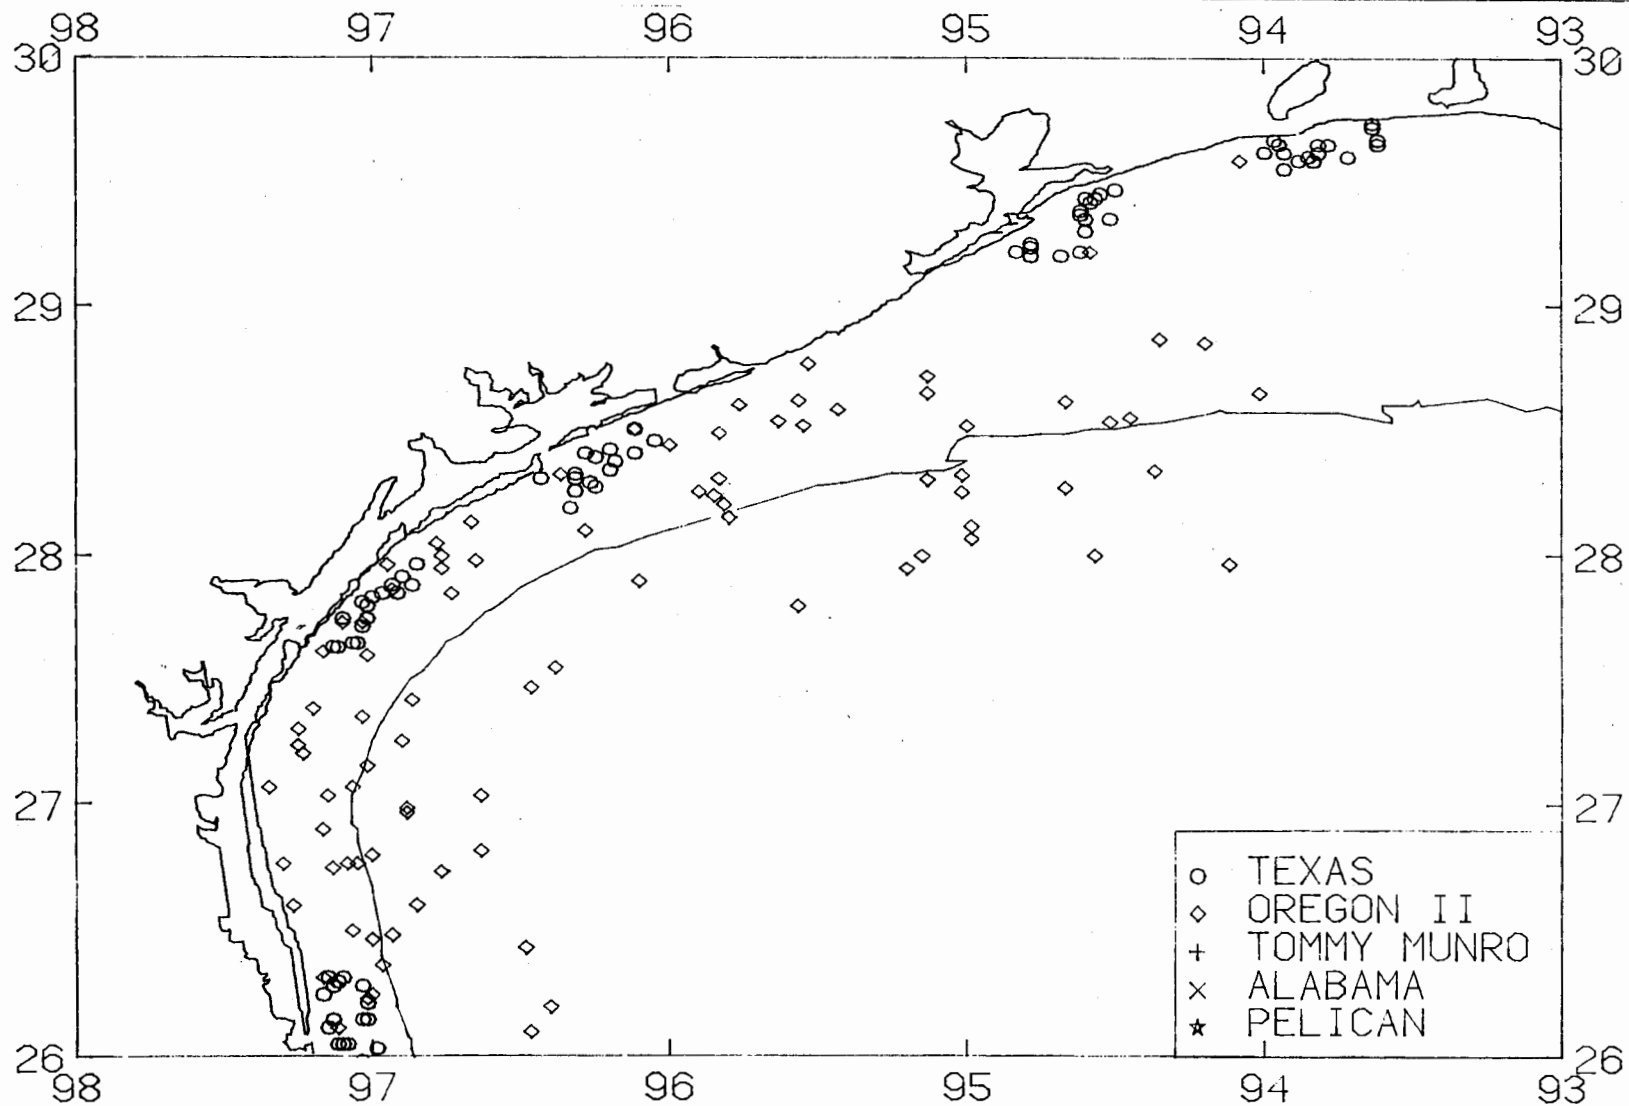 98 97 96 95 94 93
30 30
29 29
28 28
27 27
TEXAS
OREGON II
TOMMY MUNRO
ALABAMA
PELICAN
26 26
98 97 96 95 94 93